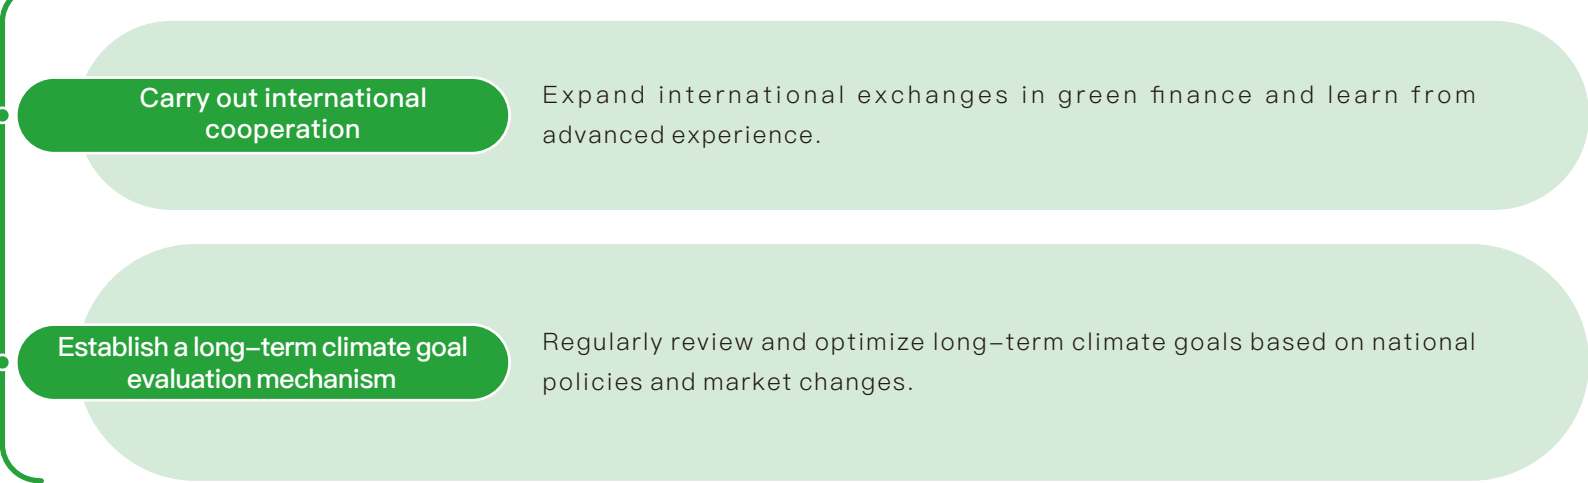 Carry out international
cooperation
Expand international exchanges in green finance and learn from
advanced experience.
Establish a long–term climate goal
evaluation mechanism
Regularly review and optimize long–term climate goals based on national
policies and market changes.